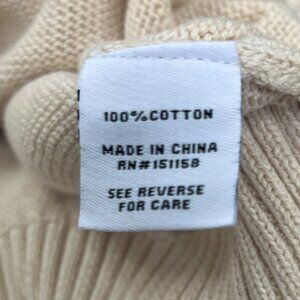 100% COTTON
MADE IN CHINA
RN#151158
SEE REVERSE
FOR CARE